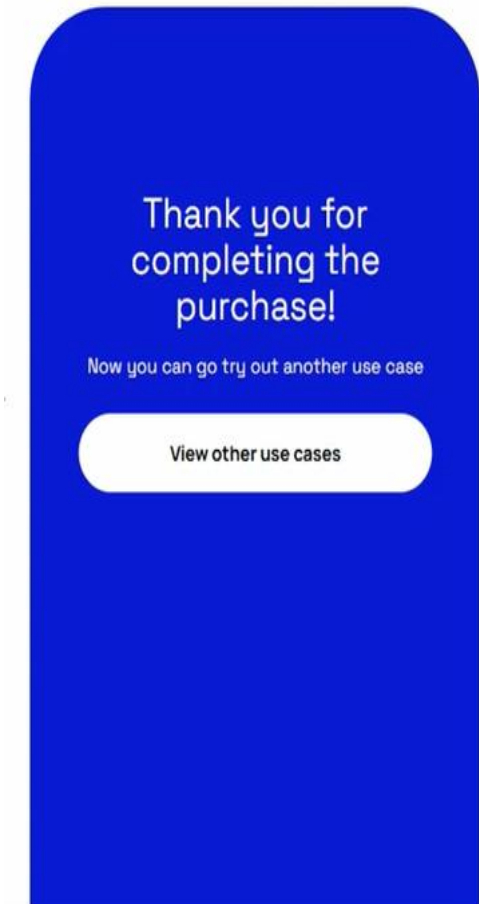 Thank you for
completing the
purchase!
Now you can go try out another use case
View other use cases